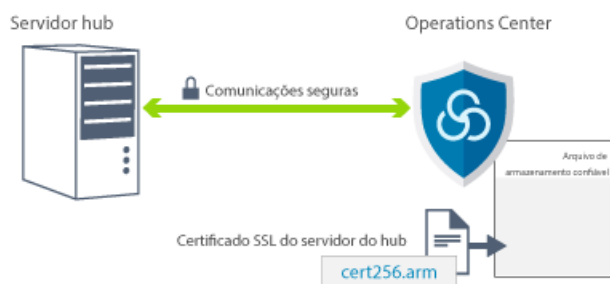 Servidor hub
Operations Center
Comunicações seguras
Arquivo de
armazenamento confiável
Certificado SSL do servidor do hub
cert256.arm